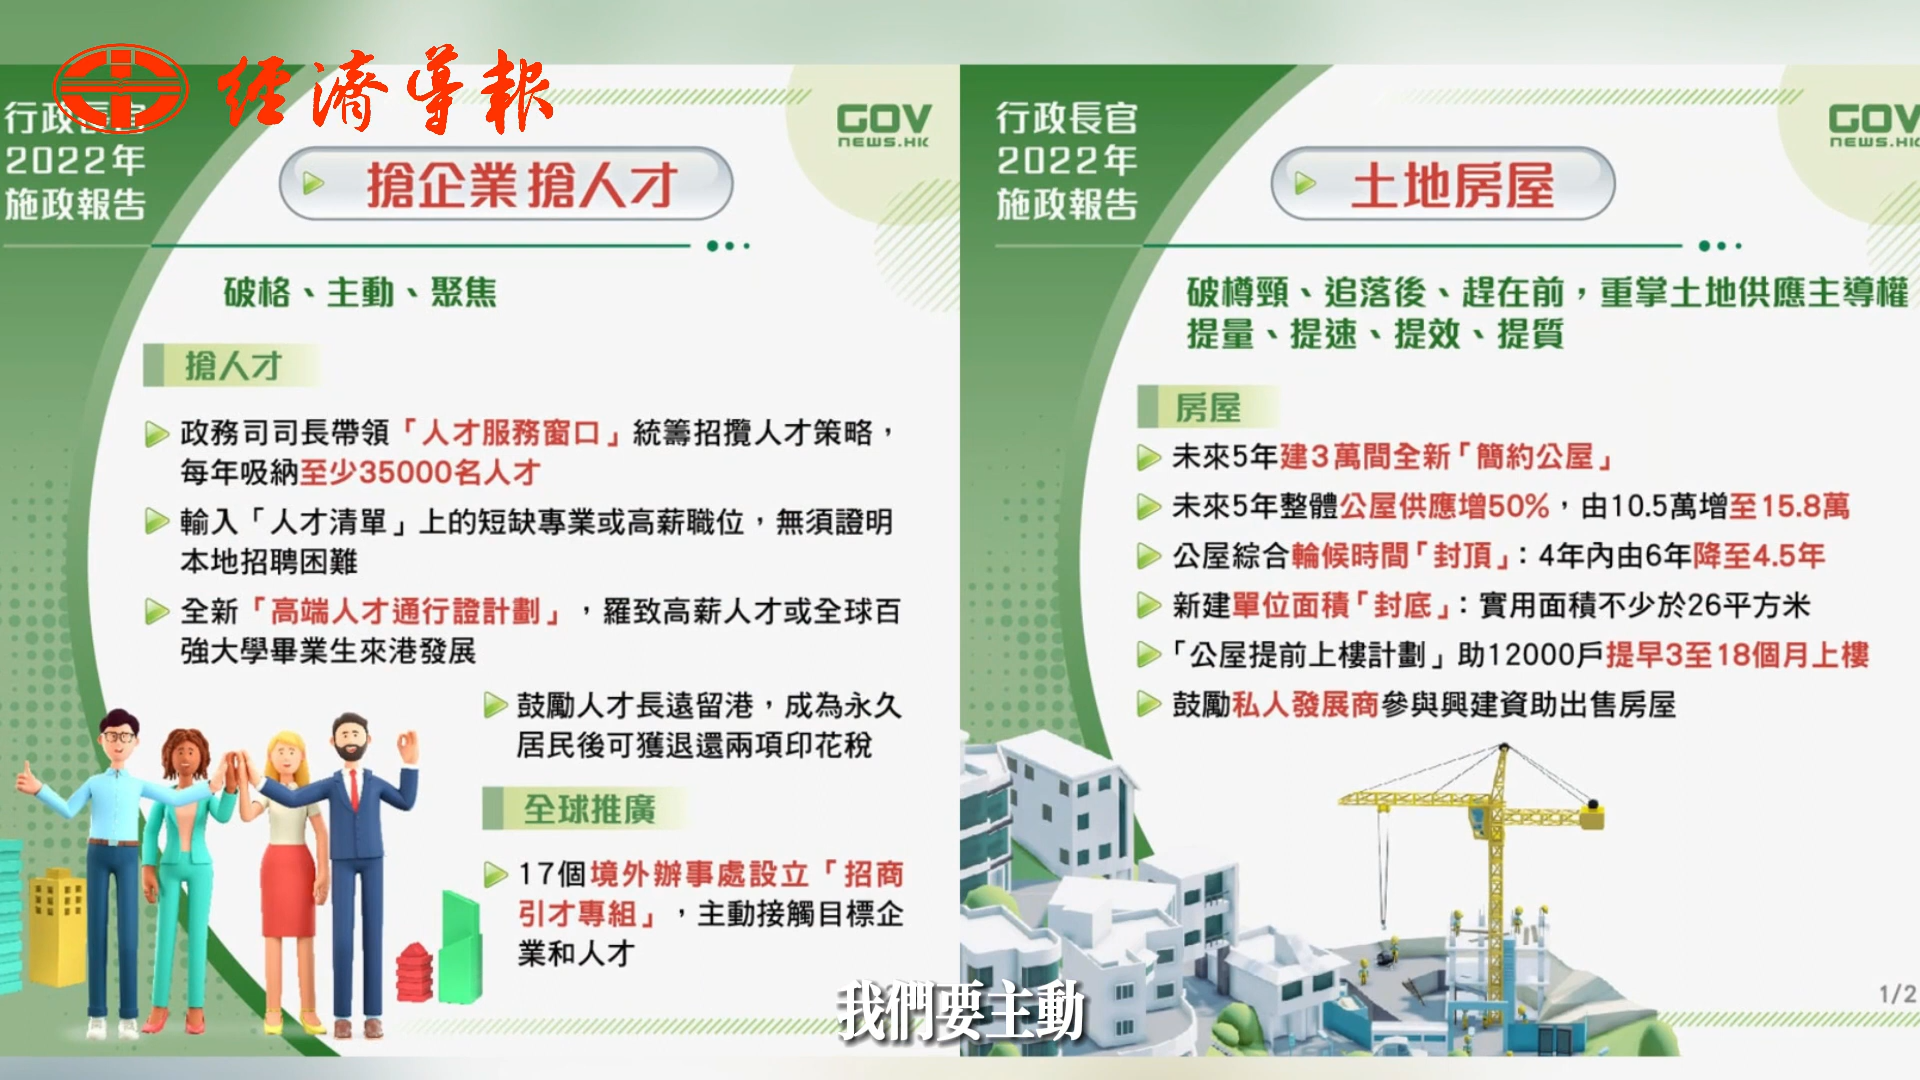 經濟導報
行政長官
2022年
施政報告
GOV
NEWS.HK
搶企業 搶人才
破格、主動、聚焦
搶人才
政務司司長帶領「人才服務窗口」統籌招攬人才策略，
每年吸納至少35000名人才
輸入「人才清單」上的短缺專業或高薪職位，無須證明
本地招聘困難
全新「高端人才通行證計劃」，羅致高薪人才或全球百
強大學畢業生來港發展
鼓勵人才長遠留港，成為永久
居民後可獲退還兩項印花稅
全球推廣
17個境外辦事處設立「招商
引才專組」，主動接觸目標企
業和人才
行政長官
2022年
施政報告
GOV
NEWS.HK
土地房屋
破樽頸、追落後、趕在前，重掌土地供應主導權
提量、提速、提效、提質
房屋
未來5年建3萬間全新「簡約公屋」
未來5年整體公屋供應增50%，由10.5萬增至15.8萬
公屋綜合輪候時間「封頂」：4年內由6年降至4.5年
新建單位面積「封底」：實用面積不少於26平方米
「公屋提前上樓計劃」助12000戶提早3至18個月上樓
鼓勵私人發展商參與興建資助出售房屋
1/2
我們要主動